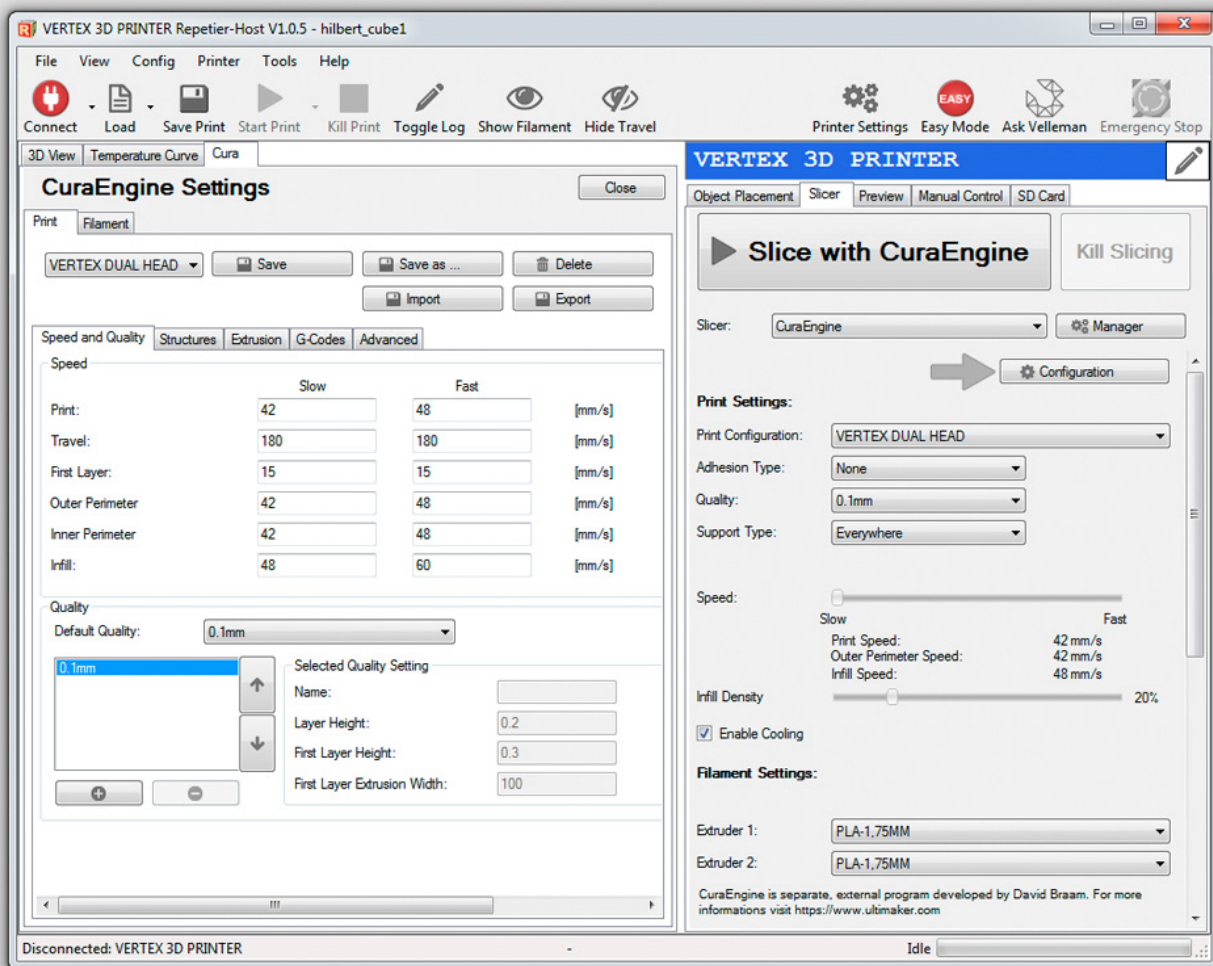 VERTEX 3D PRINTER Repetier-Host V1.0.5 - hilbert_cube1
File View Config Printer Tools Help
Connect Load Save Print Start Print Kill Print Toggle Log Show Filament Hide Travel Printer Settings EASY Easy Mode Ask Velleman Emergency Stop
3D View Temperature Curve Cura
CuraEngine Settings
Close
Print Filament
VERTEX DUAL HEAD Save Save as ... Delete
Import Export
Speed and Quality Structures Extrusion G-Codes Advanced
Speed
Slow Fast
Print: 42 48 [mm/s]
Travel: 180 180 [mm/s]
First Layer: 15 15 [mm/s]
Outer Perimeter 42 48 [mm/s]
Inner Perimeter 42 48 [mm/s]
Infill: 48 60 [mm/s]
Quality
Default Quality: 0.1mm
0.1mm
Selected Quality Setting
Name:
Layer Height: 0.2
First Layer Height: 0.3
First Layer Extrusion Width: 100
VERTEX 3D PRINTER
Object Placement Slicer Preview Manual Control SD Card
Slice with CuraEngine Kill Slicing
Slicer: CuraEngine Manager
Configuration
Print Settings:
Print Configuration: VERTEX DUAL HEAD
Adhesion Type: None
Quality: 0.1mm
Support Type: Everywhere
Speed:
Slow Fast
Print Speed: 42 mm/s
Outer Perimeter Speed: 42 mm/s
Infill Speed: 48 mm/s
Infill Density 20%
Enable Cooling
Filament Settings:
Extruder 1: PLA-1,75MM
Extruder 2: PLA-1,75MM
CuraEngine is separate, external program developed by David Braam. For more
informations visit https://www.ultimaker.com
Disconnected: VERTEX 3D PRINTER - Idle